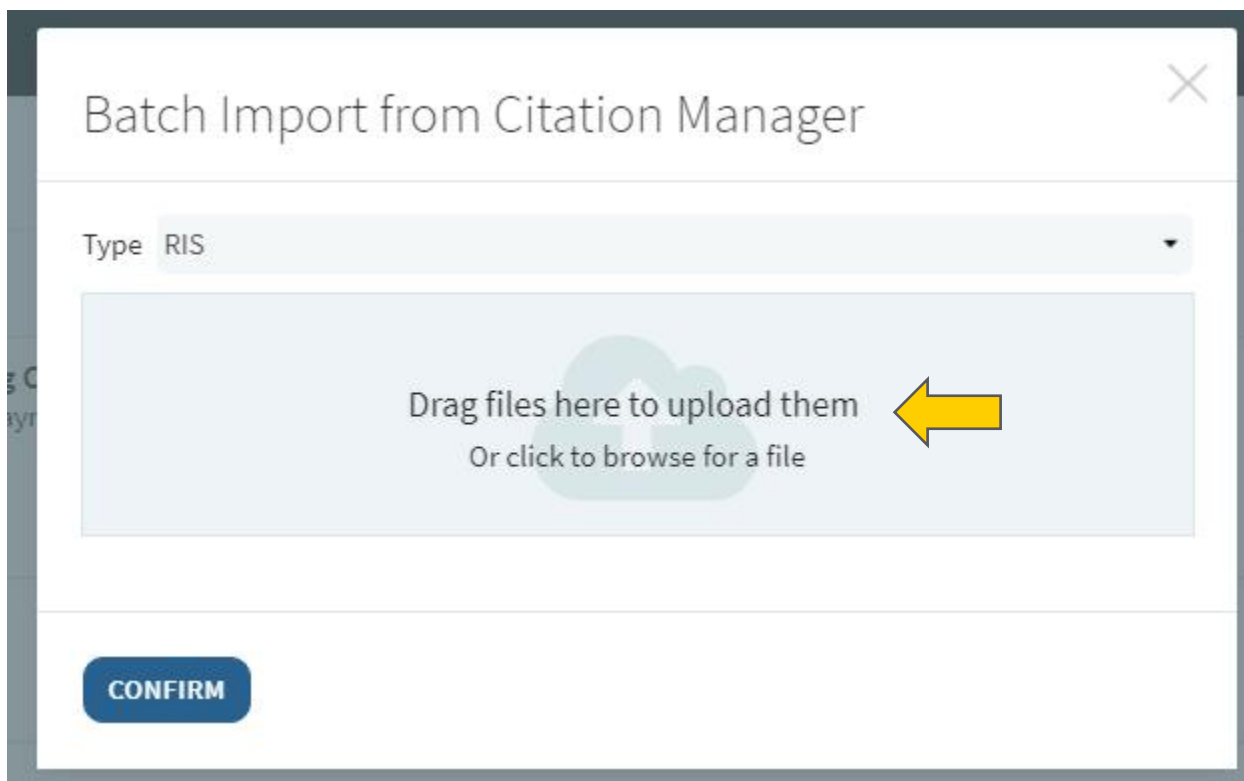 Batch Import from Citation Manager
Type RIS
Drag files here to upload them
Or click to browse for a file
CONFIRM